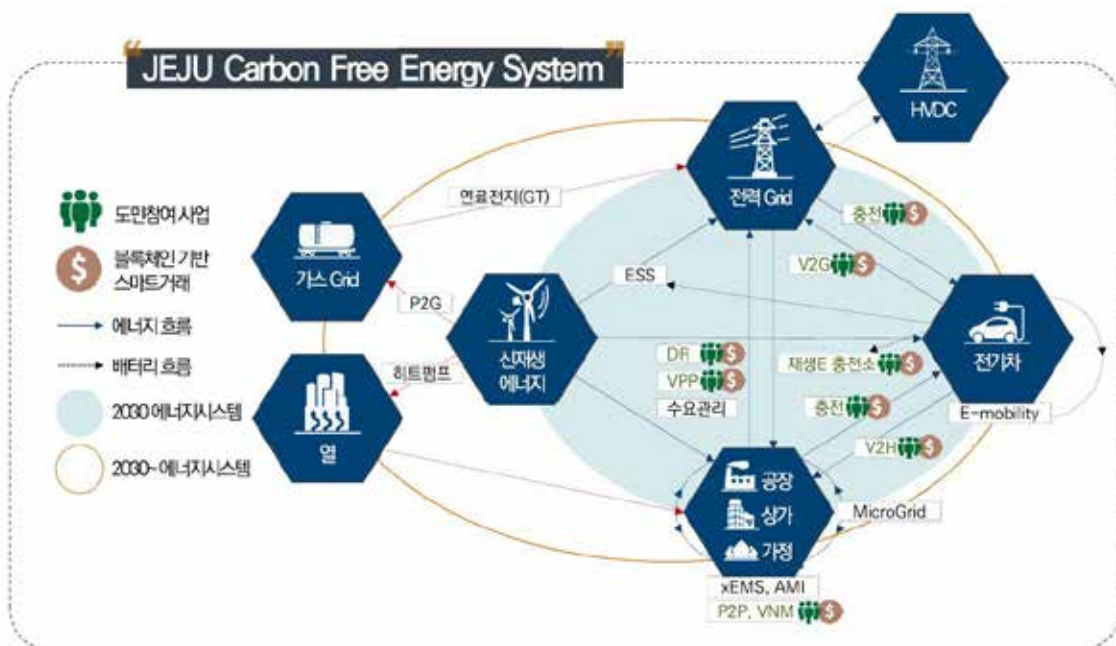 “JEJU Carbon Free Energy System”
HVDC
전력 Grid
도민참여 사업
블록체인 기반
스마트거래
에너지 흐름
배터리 흐름
2030 에너지시스템
2030~ 에너지시스템
연료전지(GT)
가스 Grid
P2G
히트펌프
열
신재생
에너지
ESS
충전
V2G
DR
VPP
수요관리
재생E 충전소
충전
V2H
전기차
E-mobility
공장
상가
가정
MicroGrid
xEMS, AMI
P2P, VNM